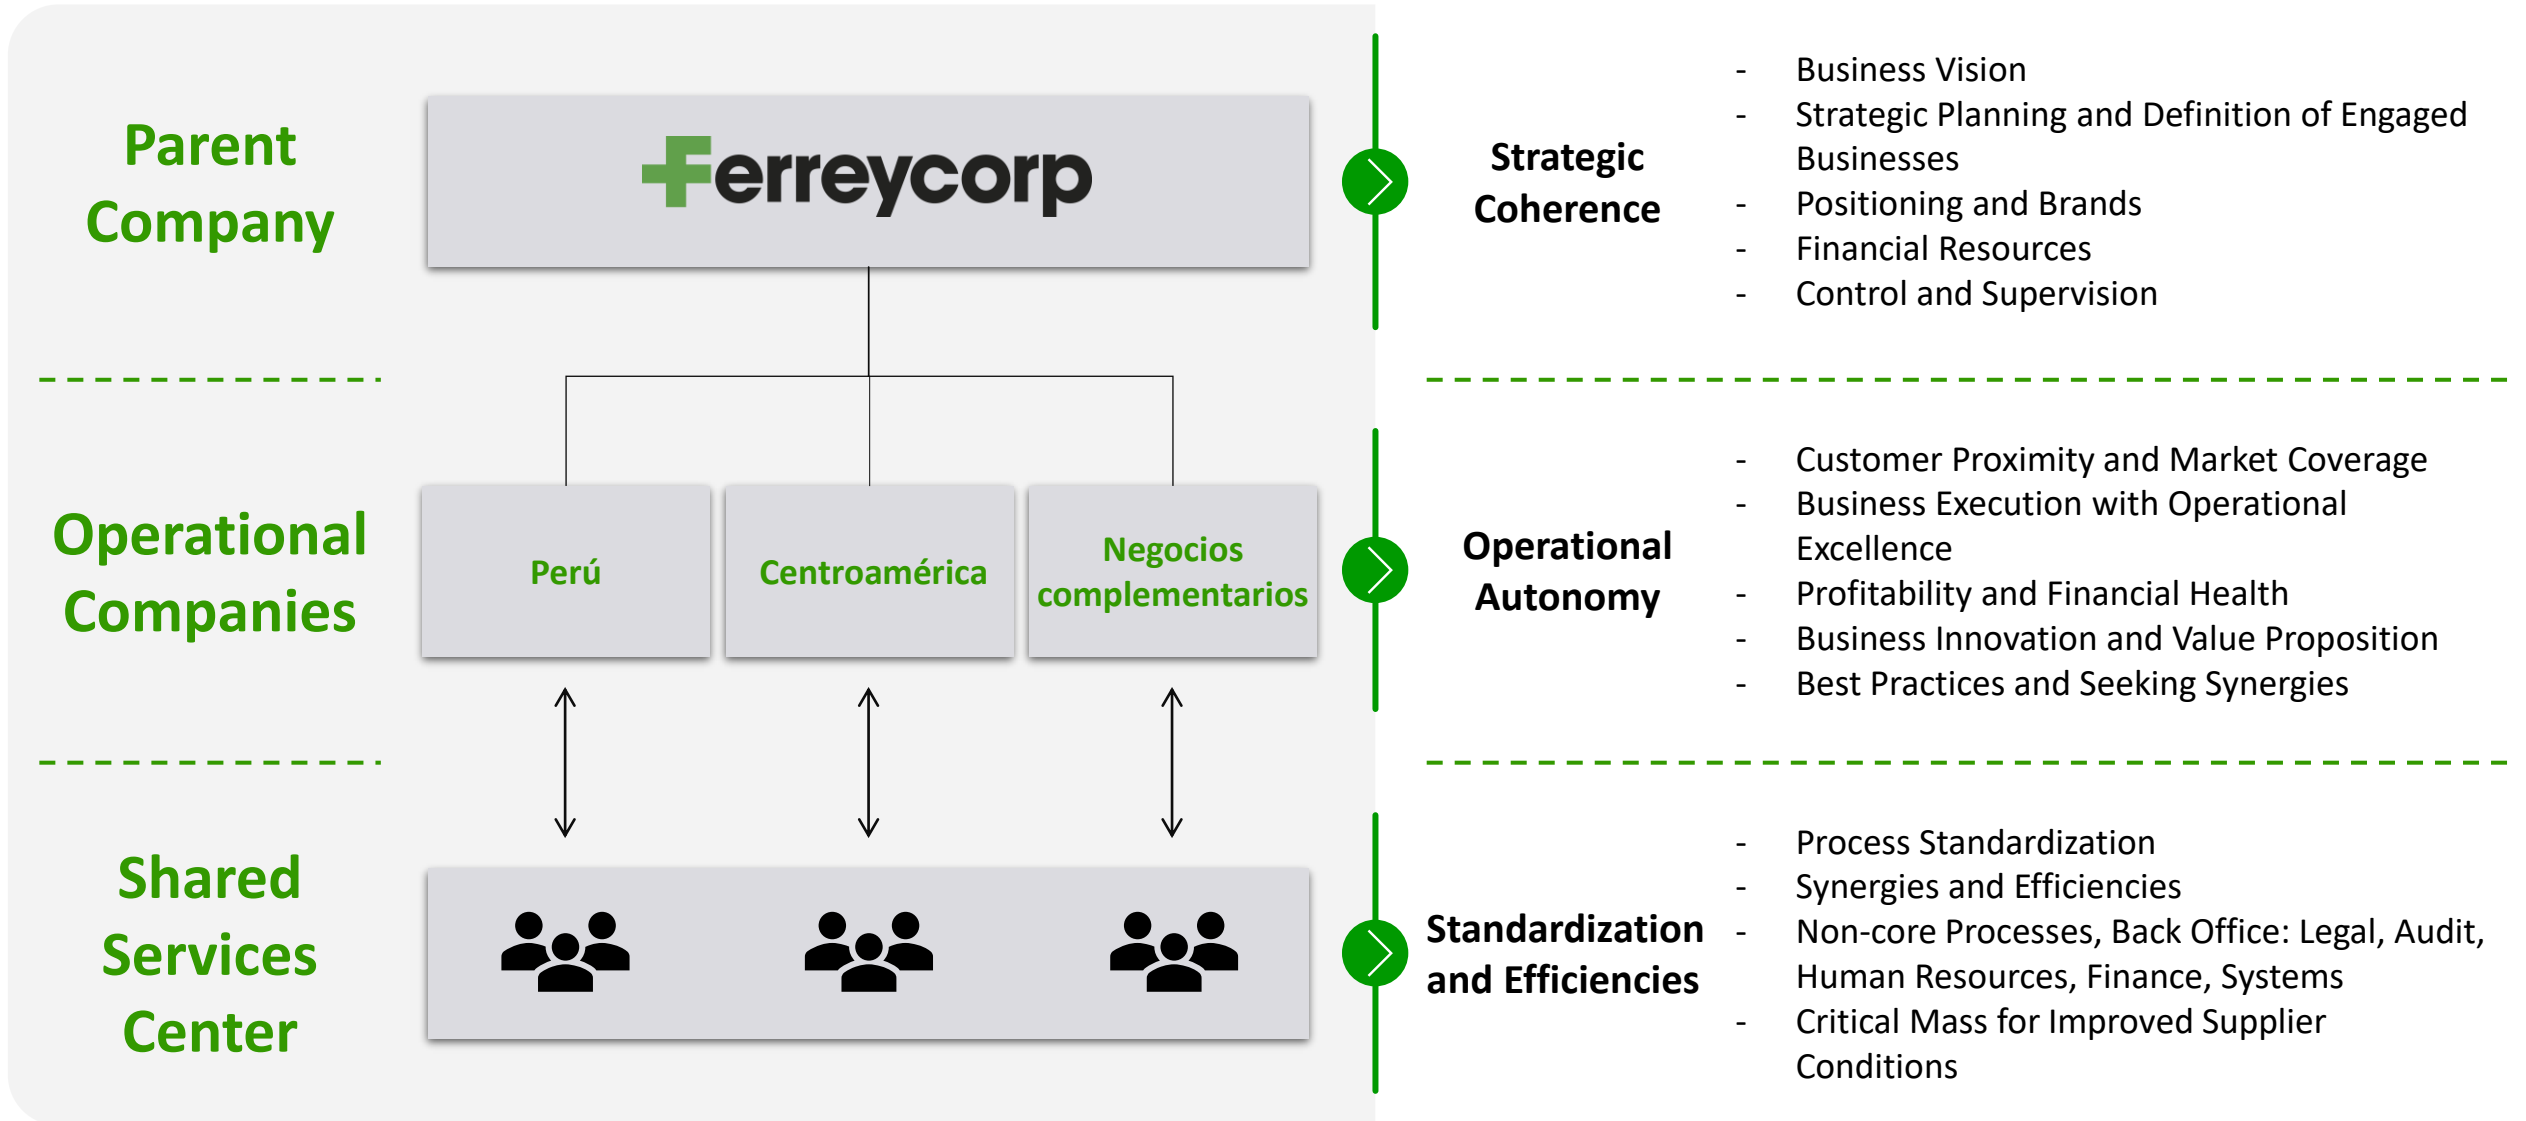 Parent
Company
Ferreycorp
Strategic
Coherence
- Business Vision
- Strategic Planning and Definition of Engaged
Businesses
- Positioning and Brands
- Financial Resources
- Control and Supervision
Operational
Companies
Perú
Centroamérica
Negocios
complementarios
Operational
Autonomy
- Customer Proximity and Market Coverage
- Business Execution with Operational
Excellence
- Profitability and Financial Health
- Business Innovation and Value Proposition
- Best Practices and Seeking Synergies
Shared
Services
Center
Standardization
and Efficiencies
- Process Standardization
- Synergies and Efficiencies
- Non-core Processes, Back Office: Legal, Audit,
Human Resources, Finance, Systems
- Critical Mass for Improved Supplier
Conditions